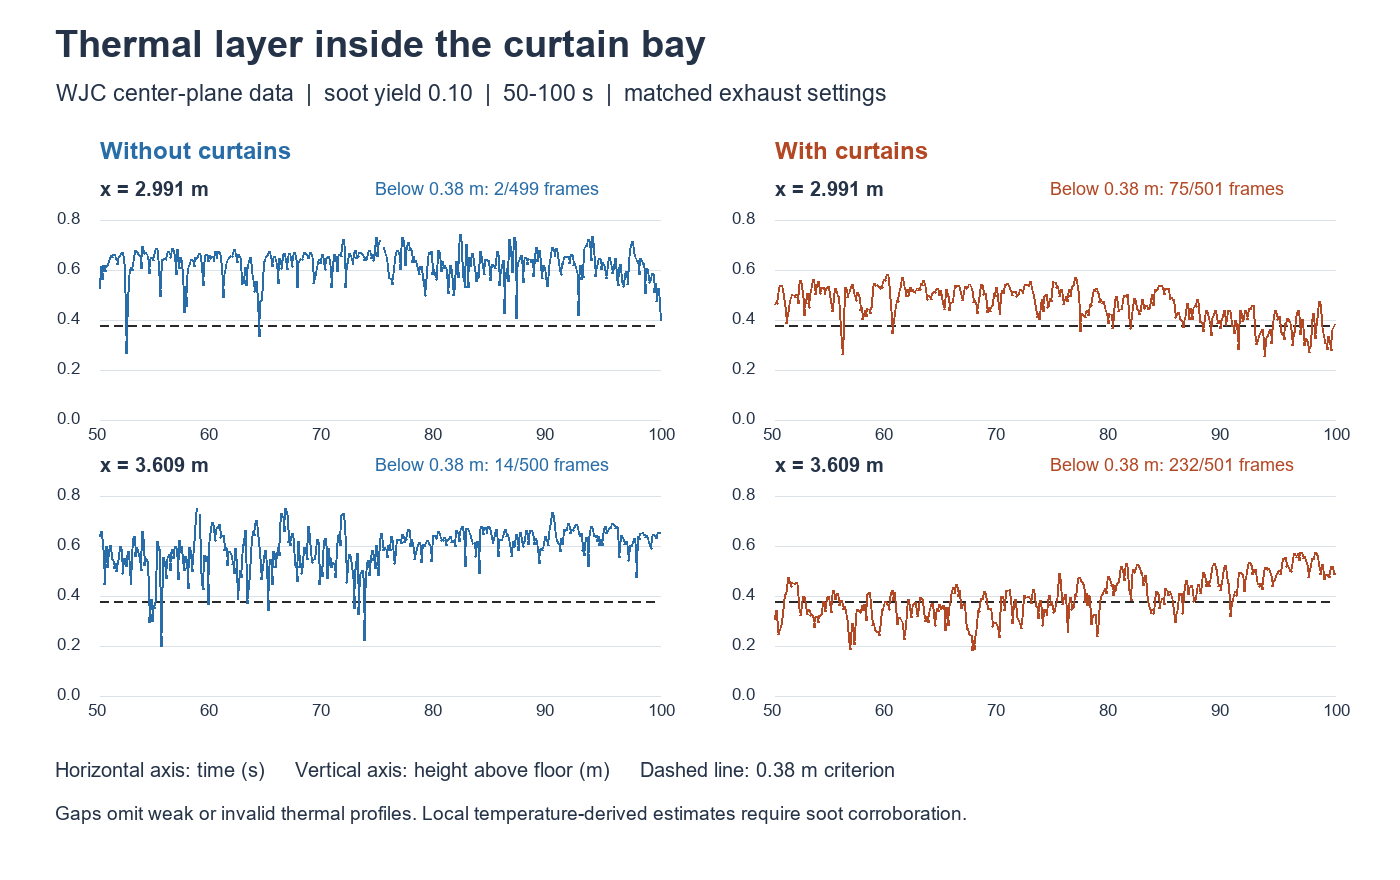 Thermal layer inside the curtain bay
WJC center-plane data | soot yield 0.10 | 50-100 s | matched exhaust settings
Without curtains
x = 2.991 m
Below 0.38 m: 2/499 frames
0.8
0.6
0.4
0.2
0.0
50 60 70 80 90 100
x = 3.609 m
Below 0.38 m: 14/500 frames
0.8
0.6
0.4
0.2
0.0
50 60 70 80 90 100
With curtains
x = 2.991 m
Below 0.38 m: 75/501 frames
0.8
0.6
0.4
0.2
0.0
50 60 70 80 90 100
x = 3.609 m
Below 0.38 m: 232/501 frames
0.8
0.6
0.4
0.2
0.0
50 60 70 80 90 100
Horizontal axis: time (s) Vertical axis: height above floor (m) Dashed line: 0.38 m criterion
Gaps omit weak or invalid thermal profiles. Local temperature-derived estimates require soot corroboration.